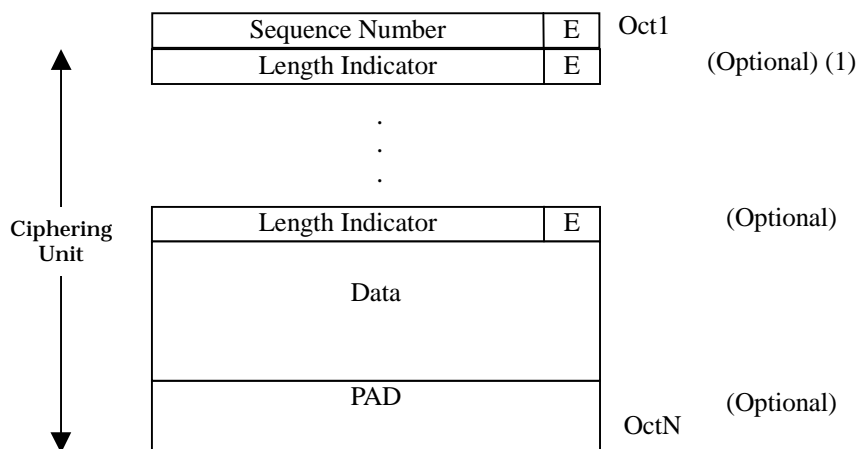 Sequence Number E Oct1
Length Indicator E (Optional) (1)
.
.
.
Length Indicator E (Optional)
Ciphering
Unit
Data
PAD (Optional)
OctN